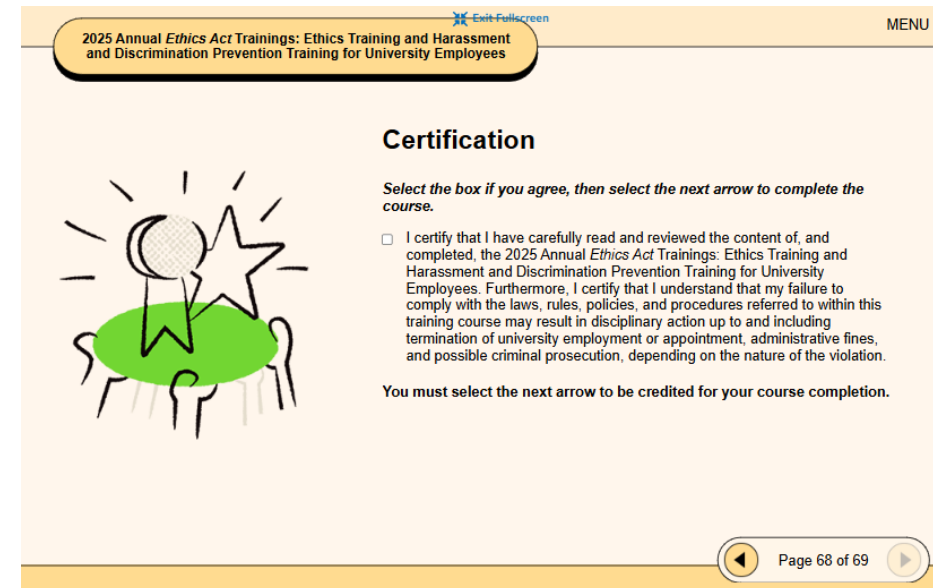 Exit Fullscreen
MENU
2025 Annual Ethics Act Trainings: Ethics Training and Harassment
and Discrimination Prevention Training for University Employees
Certification
Select the box if you agree, then select the next arrow to complete the
course.
I certify that I have carefully read and reviewed the content of, and
completed, the 2025 Annual Ethics Act Trainings: Ethics Training and
Harassment and Discrimination Prevention Training for University
Employees. Furthermore, I certify that I understand that my failure to
comply with the laws, rules, policies, and procedures referred to within this
training course may result in disciplinary action up to and including
termination of university employment or appointment, administrative fines,
and possible criminal prosecution, depending on the nature of the violation.
You must select the next arrow to be credited for your course completion.
Page 68 of 69